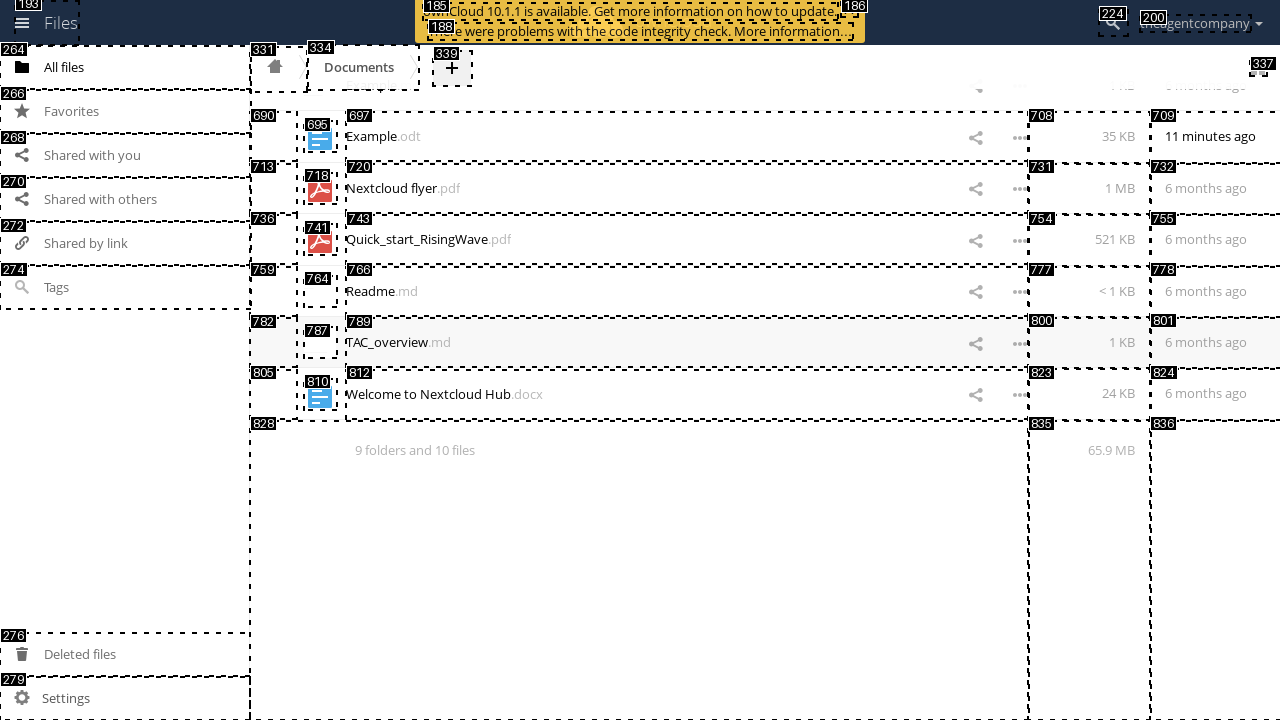 Files
ownCloud 10.1.1 is available. Get more information on how to update.
There were problems with the code integrity check. More information…
theagentcompany
193
185
186
188
224
200
264
All files
266
Favorites
268
Shared with you
270
Shared with others
272
Shared by link
274
Tags
276
Deleted files
279
Settings
331
334
Documents
339
+
337
690
695
697
Example.odt
708
35 KB
709
11 minutes ago
713
718
720
Nextcloud flyer.pdf
731
1 MB
732
6 months ago
736
741
743
Quick_start_RisingWave.pdf
754
521 KB
755
6 months ago
759
764
766
Readme.md
777
< 1 KB
778
6 months ago
782
787
789
TAC_overview.md
800
1 KB
801
6 months ago
805
810
812
Welcome to Nextcloud Hub.docx
823
24 KB
824
6 months ago
828
9 folders and 10 files
835
65.9 MB
836